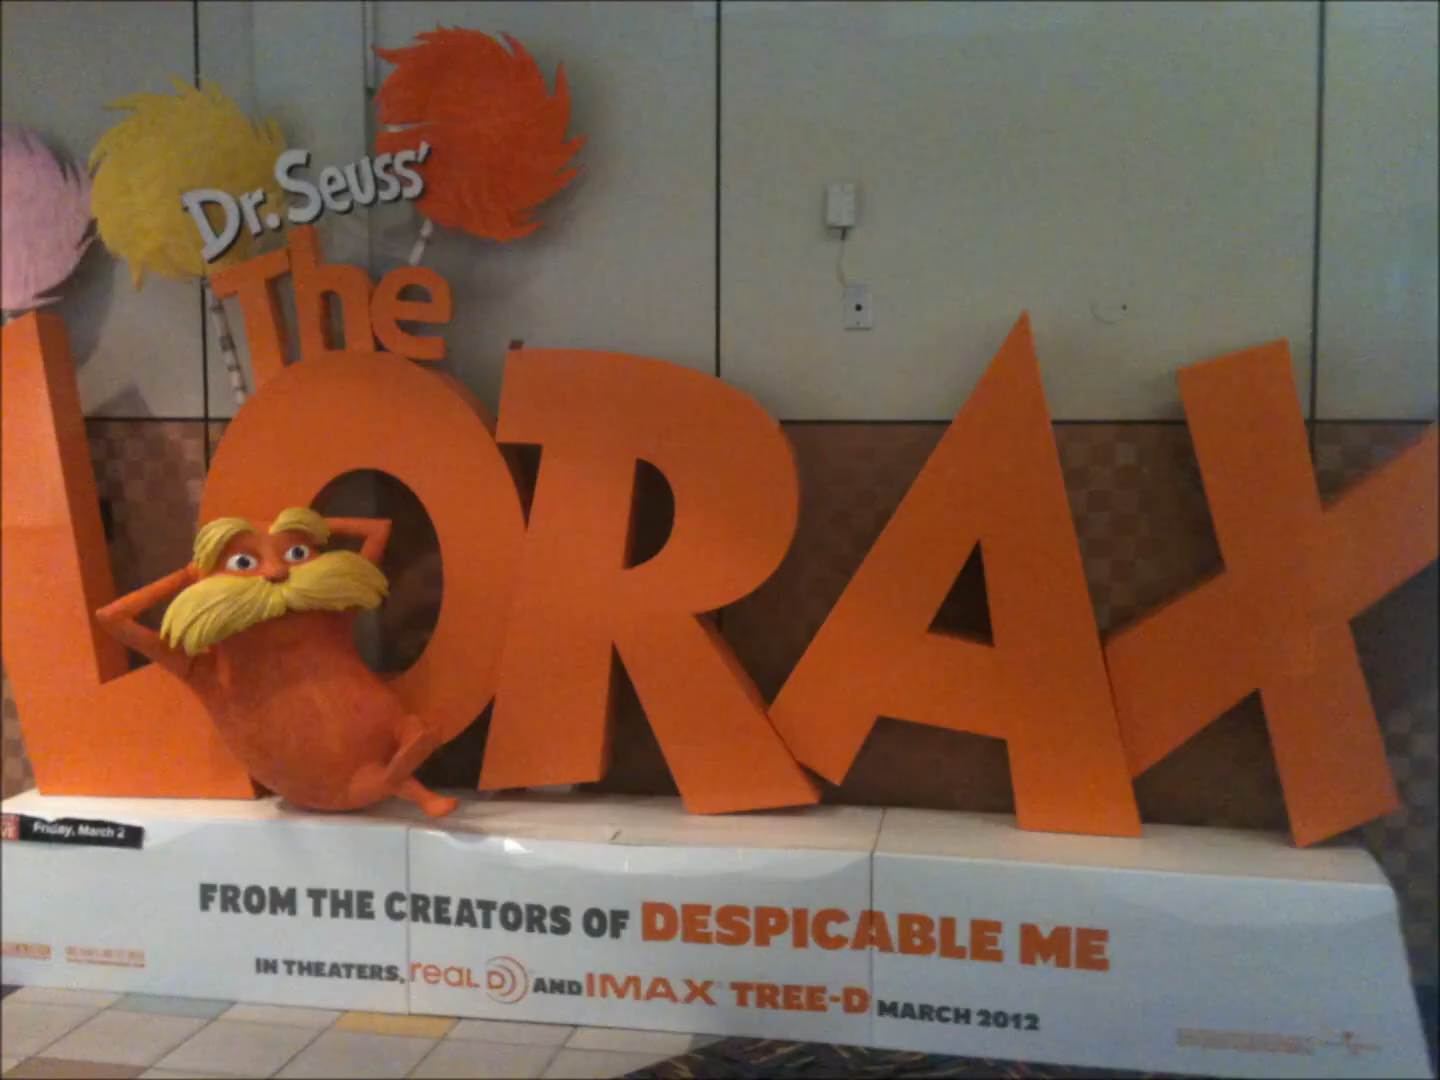 Dr. Seuss'
The
LORAX
Friday, March 2
FROM THE CREATORS OF DESPICABLE ME
IN THEATERS, REAL D AND IMAX TREE-D MARCH 2012